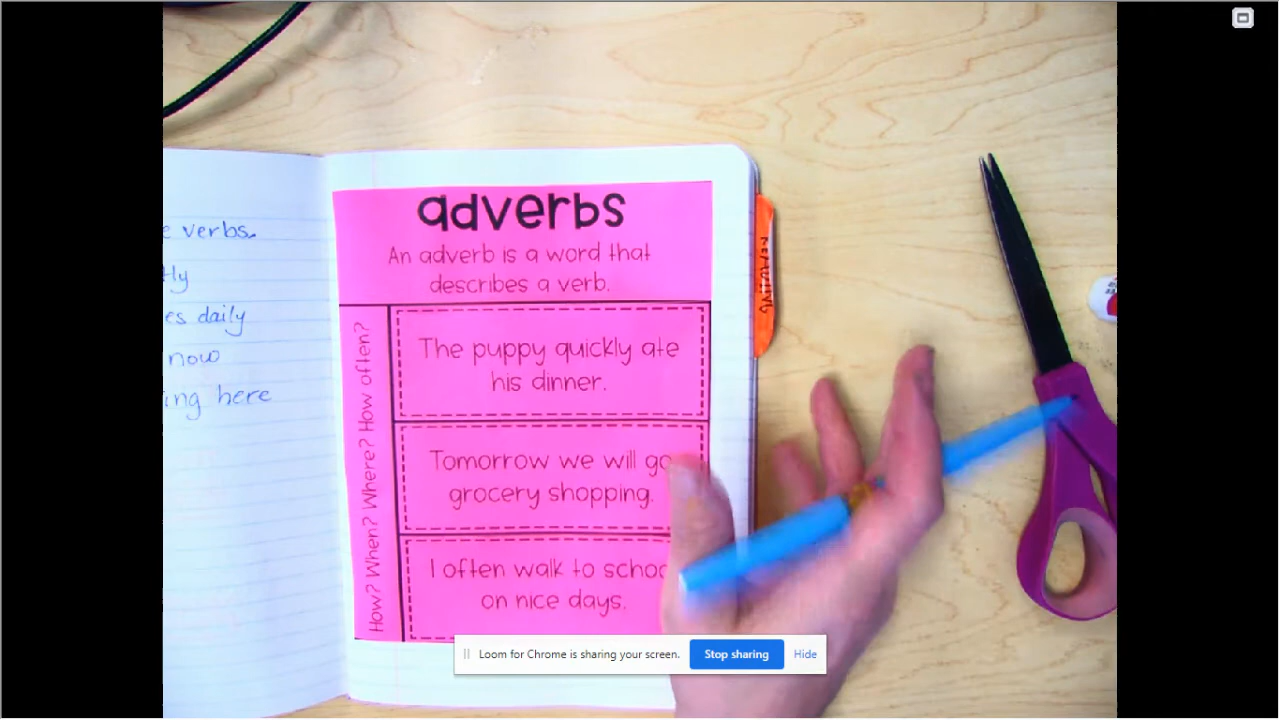 verbs.
es daily
now
ing here
adverbs
An adverb is a word that
describes a verb.
How? When? Where? How often?
The puppy quickly ate
his dinner.
Tomorrow we will go
grocery shopping.
I often walk to schoo
on nice days.
Loom for Chrome is sharing your screen.
Stop sharing
Hide